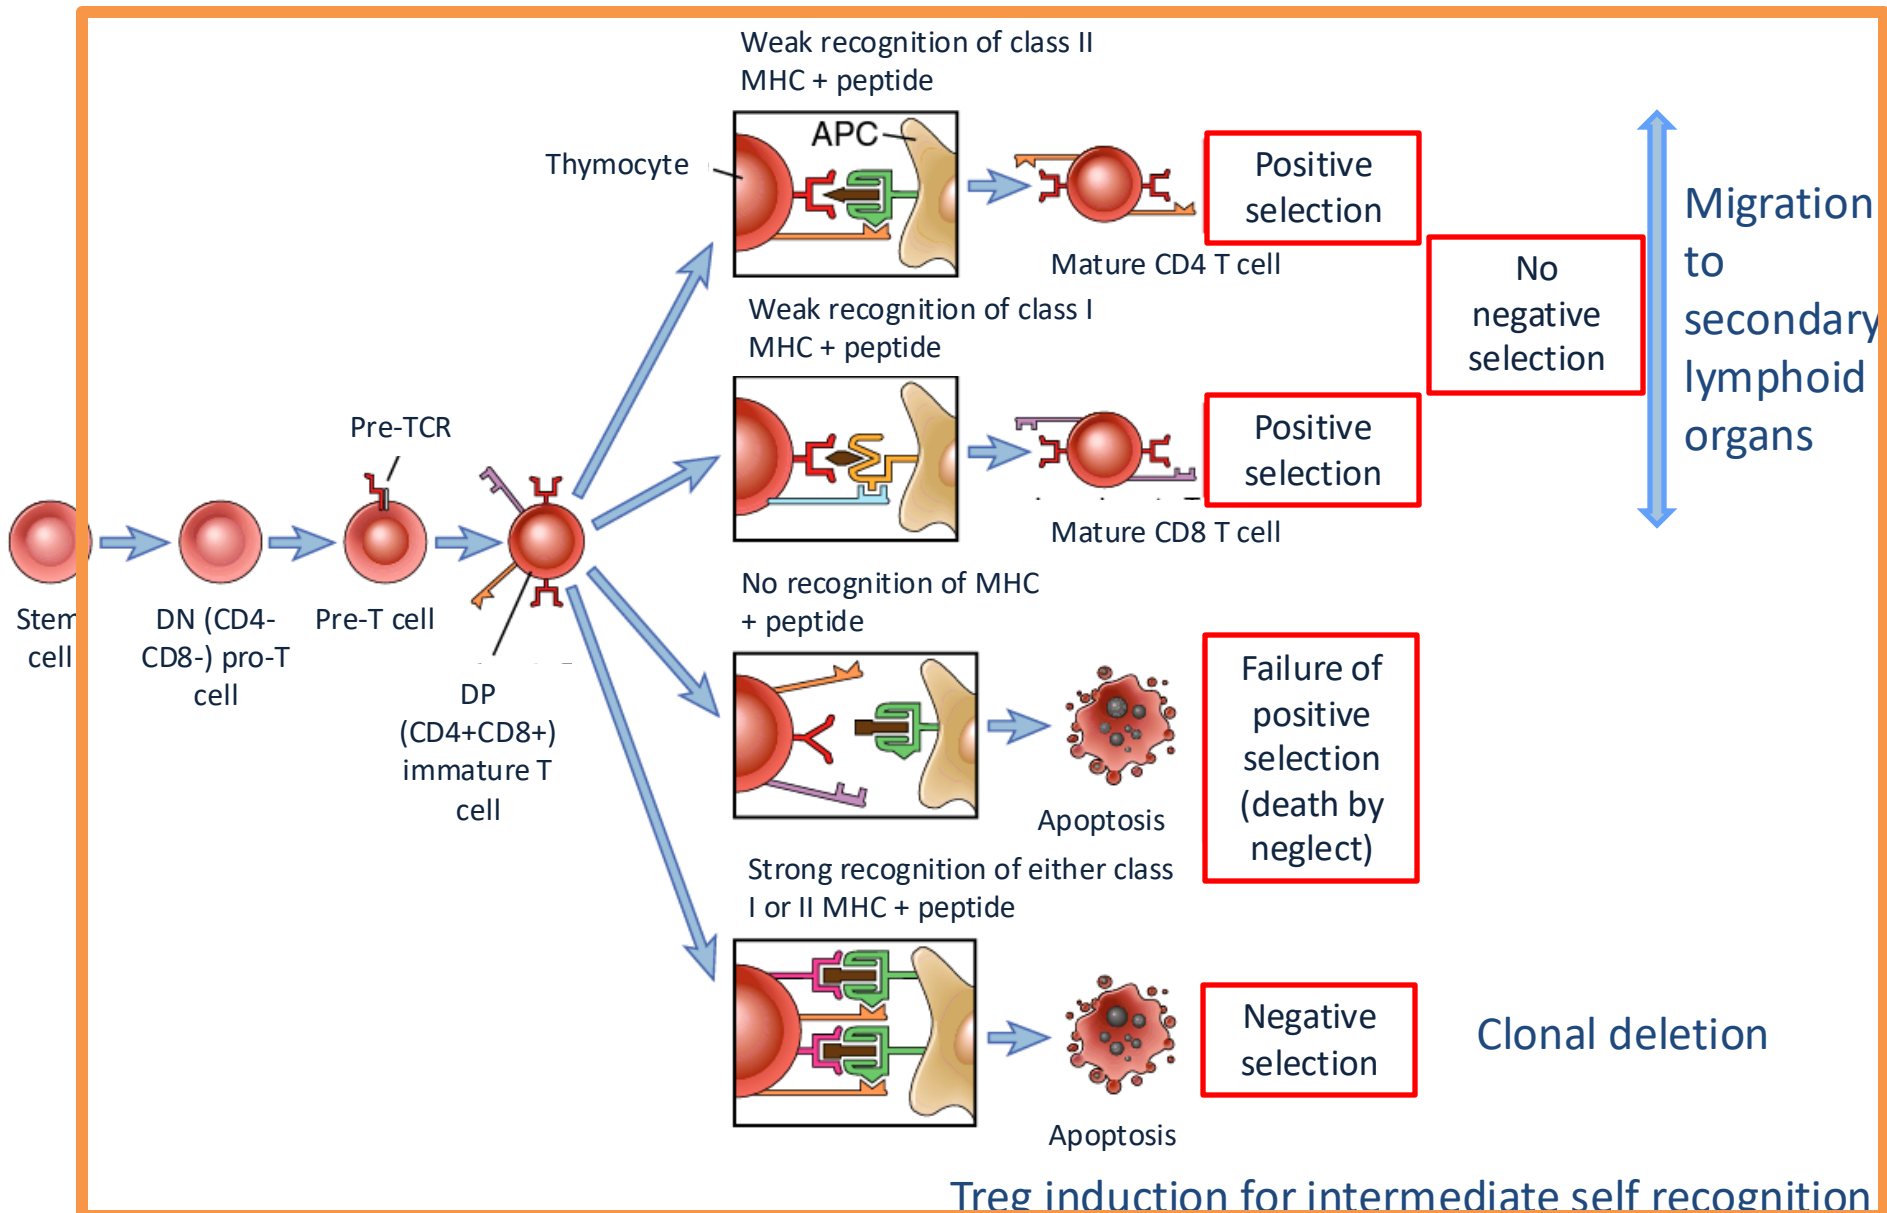 Weak recognition of class II
MHC + peptide
APC
Thymocyte
Positive
selection
Mature CD4 T cell
Migration
to
secondary
lymphoid
organs
No
negative
selection
Weak recognition of class I
MHC + peptide
Positive
selection
Mature CD8 T cell
Pre-TCR
Stem
cell
DN (CD4-
CD8-) pro-T
cell
Pre-T cell
DP
(CD4+CD8+)
immature T
cell
No recognition of MHC
+ peptide
Apoptosis
Failure of
positive
selection
(death by
neglect)
Strong recognition of either class
I or II MHC + peptide
Apoptosis
Negative
selection
Clonal deletion
Treg induction for intermediate self recognition